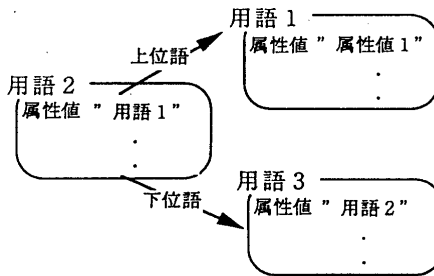 用語1
属性値 ” 属性値1”
・
・
上位語
用語2
属性値 ” 用語1”
・
・
下位語
用語3
属性値 ” 用語2”
・
・